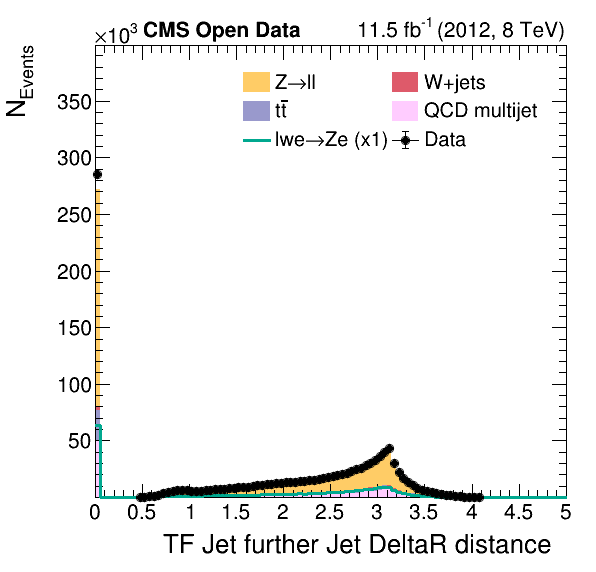 ×10³ CMS Open Data 11.5 fb⁻¹ (2012, 8 TeV)
N_Events
Z→ll W+jets
tt̄ QCD multijet
lwe→Ze (x1) Data
350
300
250
200
150
100
50
0 0.5 1 1.5 2 2.5 3 3.5 4 4.5 5
TF Jet further Jet DeltaR distance